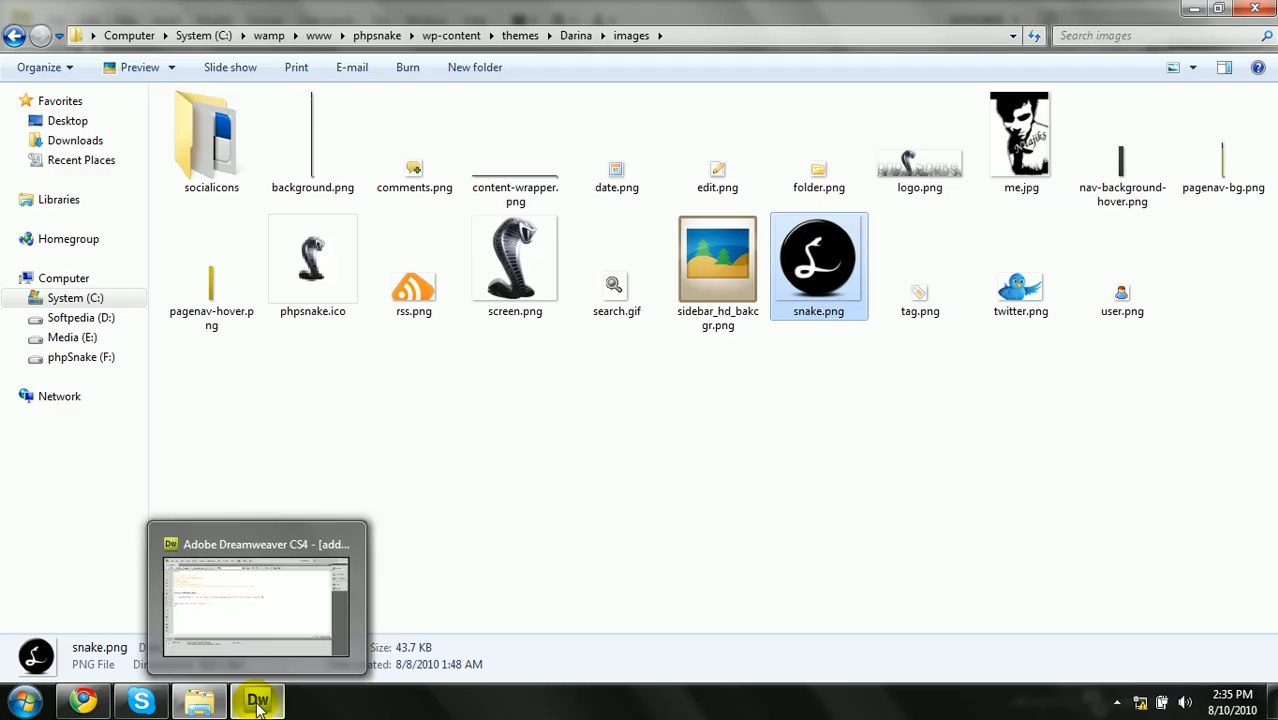 Computer ▸ System (C:) ▸ wamp ▸ www ▸ phpsnake ▸ wp-content ▸ themes ▸ Darina ▸ images ▸
Search images
Organize Preview Slide show Print E-mail Burn New folder
Favorites
Desktop
Downloads
Recent Places
Libraries
Homegroup
Computer
System (C:)
Softpedia (D:)
Media (E:)
phpSnake (F:)
Network
Majiks
socialicons
background.png
comments.png
content-wrapper.
png
date.png
edit.png
folder.png
logo.png
me.jpg
nav-background-
hover.png
pagenav-bg.png
pagenav-hover.p
ng
phpsnake.ico
rss.png
screen.png
search.gif
sidebar_hd_bakc
gr.png
snake.png
tag.png
twitter.png
user.png
Dw Adobe Dreamweaver CS4 - [add...
snake.png
Size: 43.7 KB
PNG File
8/8/2010 1:48 AM
Dw
2:35 PM
8/10/2010